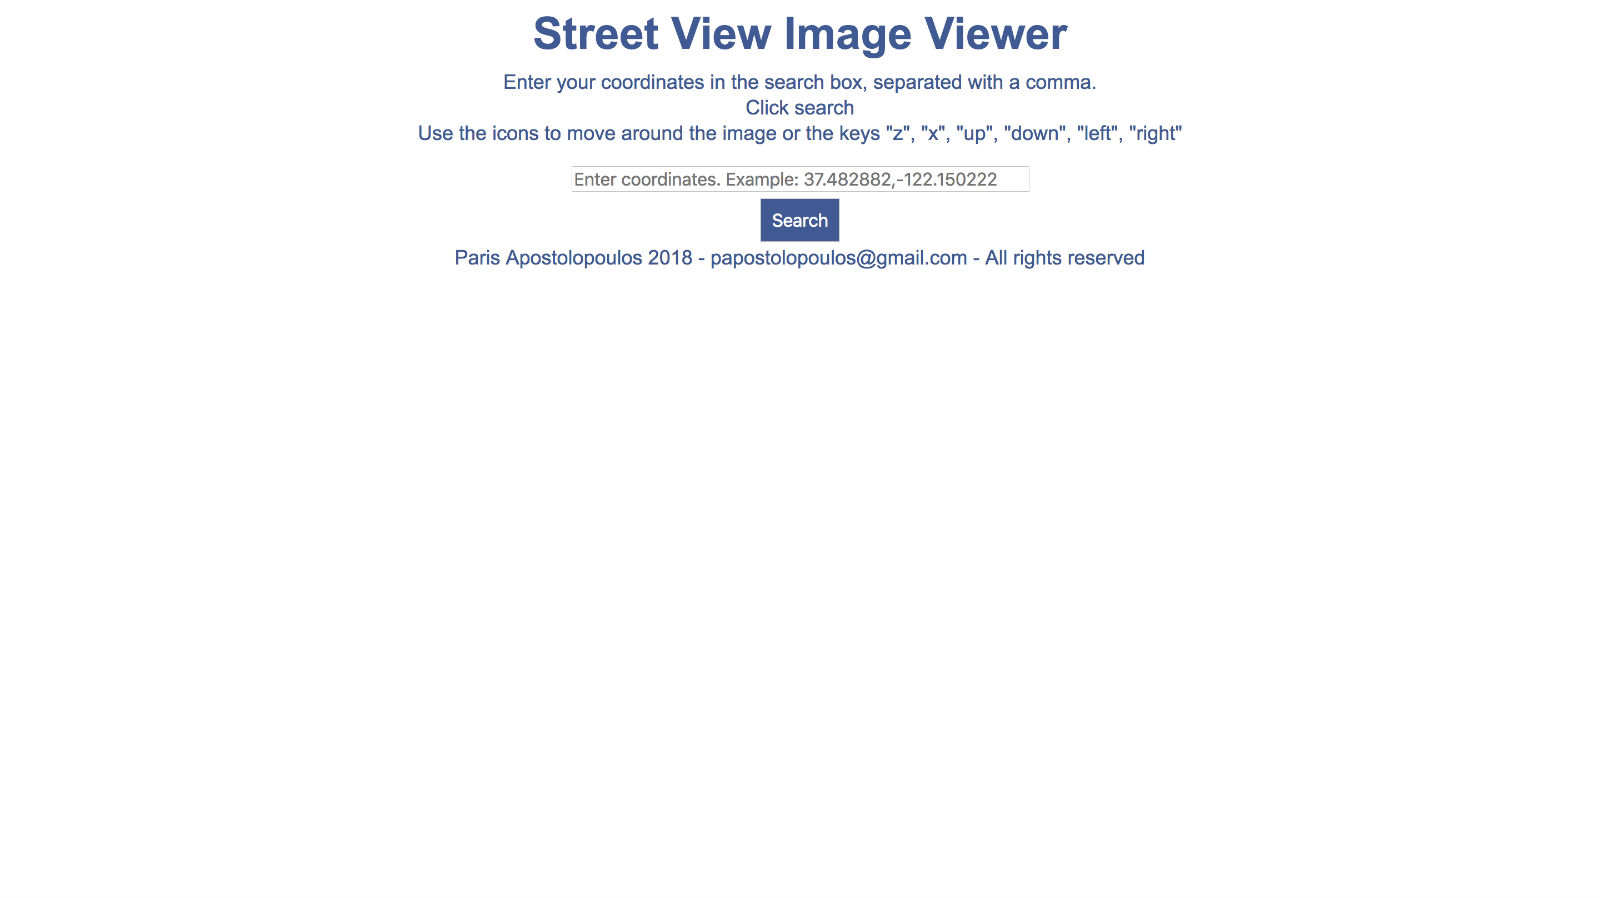 Street View Image Viewer
Enter your coordinates in the search box, separated with a comma.
Click search
Use the icons to move around the image or the keys "z", "x", "up", "down", "left", "right"
Enter coordinates. Example: 37.482882,-122.150222
Search
Paris Apostolopoulos 2018 - papostolopoulos@gmail.com - All rights reserved